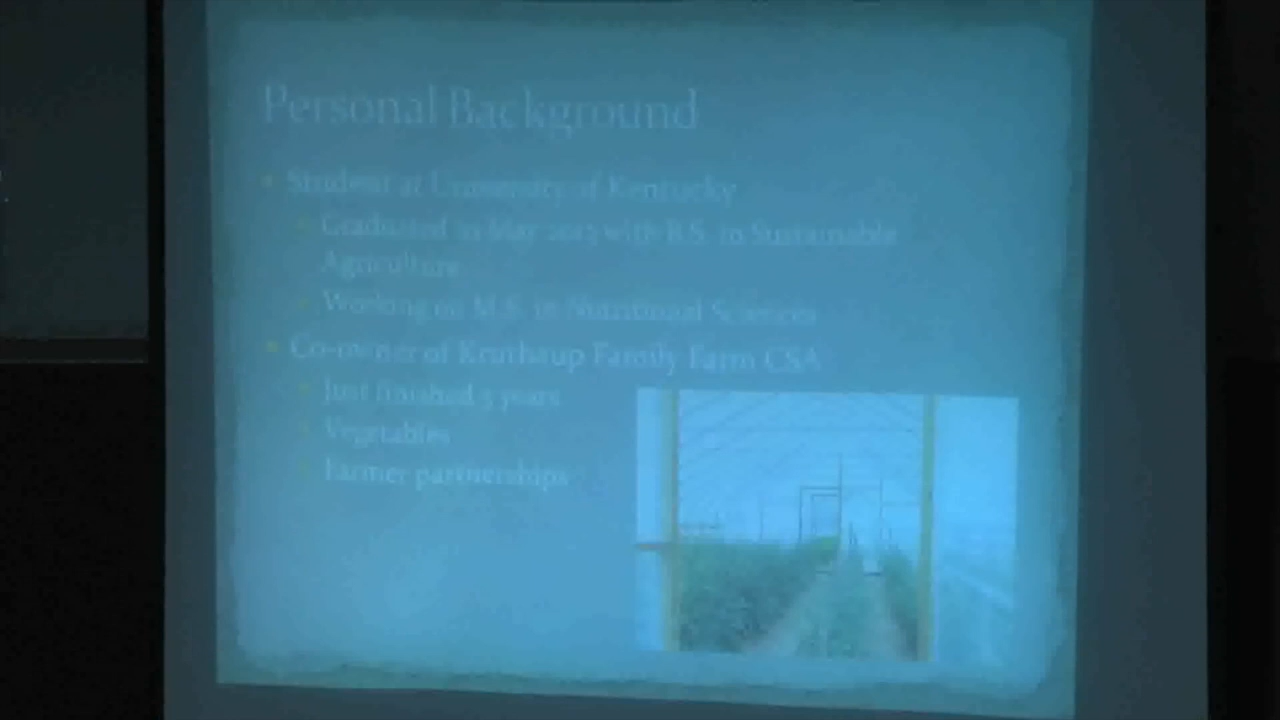 Personal Background
Student at University of Kentucky
Graduated in May with B.S. in Sustainable
Agriculture
Working on M.S. in Nutritional Sciences
Co-owner of Family Farm CSA
Just finished years
Vegetables
Farmer partnerships